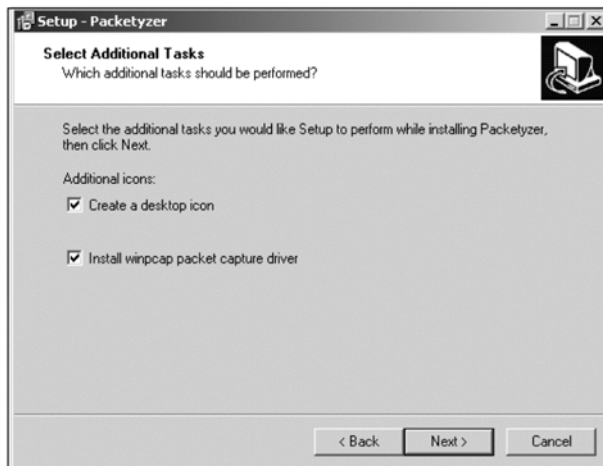 Setup - Packetyzer
Select Additional Tasks
Which additional tasks should be performed?
Select the additional tasks you would like Setup to perform while installing Packetyzer,
then click Next.
Additional icons:
Create a desktop icon
Install winpcap packet capture driver
< Back Next > Cancel